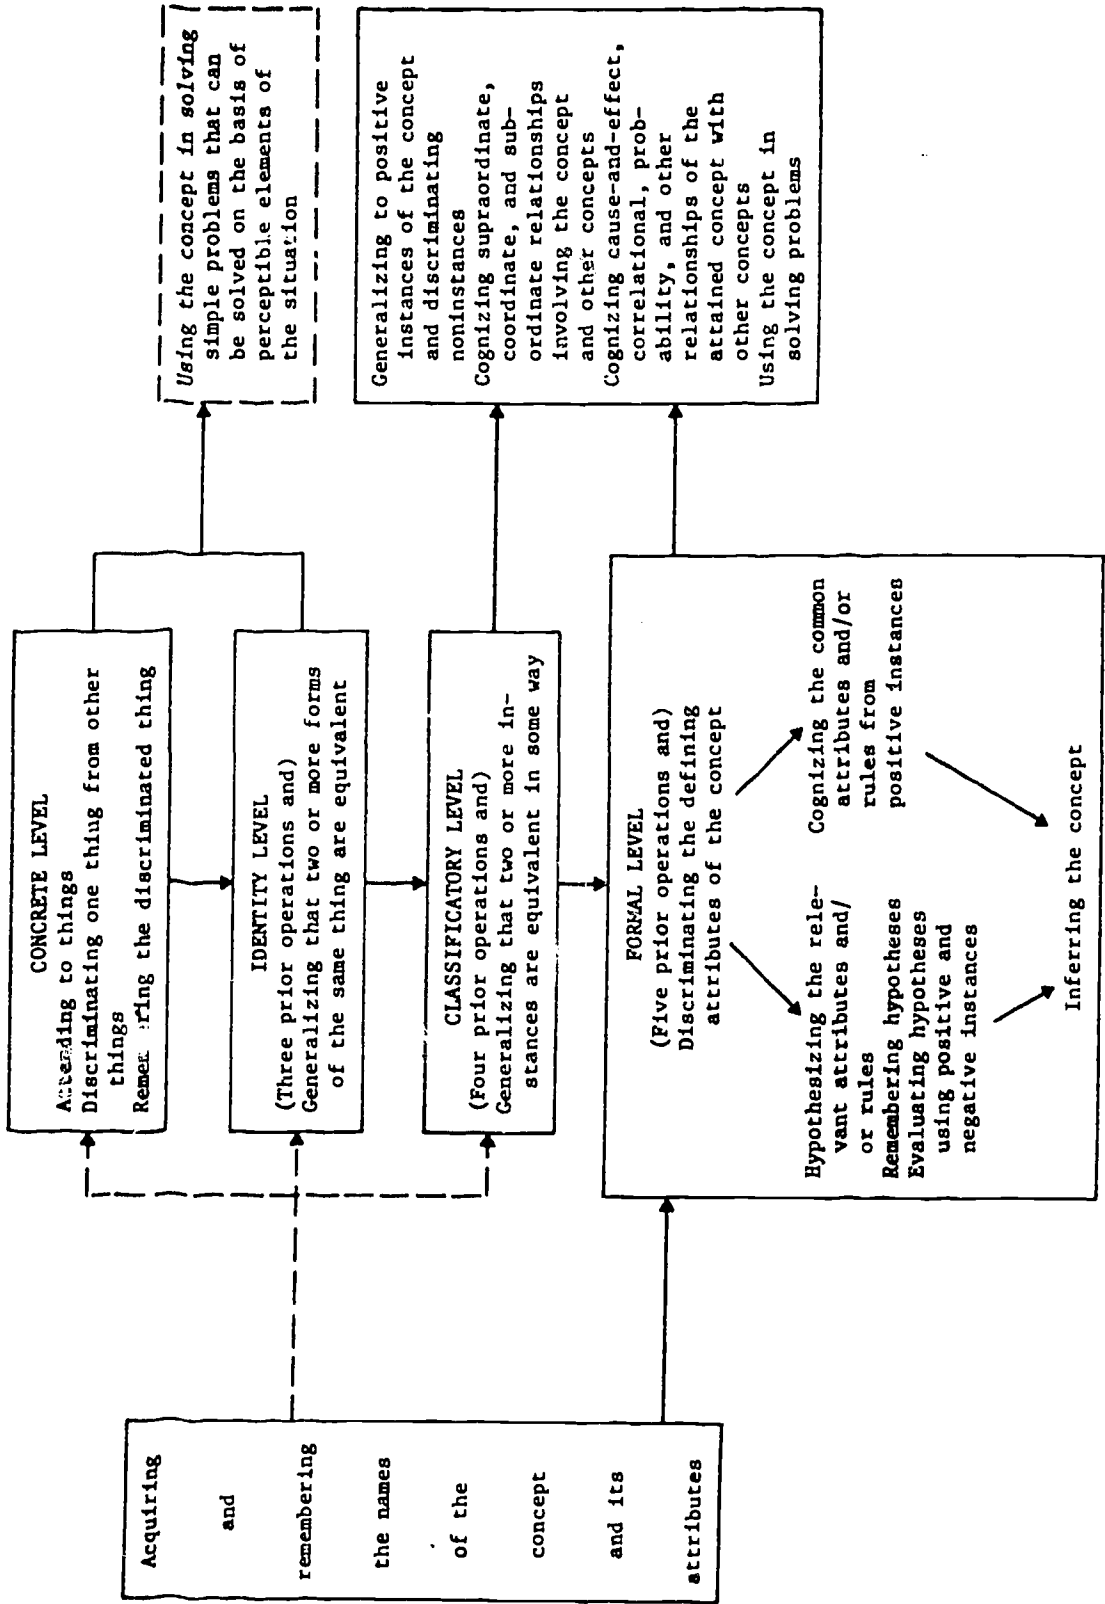 Acquiring
and
remembering
the names
of the
concept
and its
attributes
CONCRETE LEVEL
Attending to things
Discriminating one thing from other
things
Remembering the discriminated thing
IDENTITY LEVEL
(Three prior operations and)
Generalizing that two or more forms
of the same thing are equivalent
CLASSIFICATORY LEVEL
(Four prior operations and)
Generalizing that two or more in-
stances are equivalent in some way
FORMAL LEVEL
(Five prior operations and)
Discriminating the defining
attributes of the concept
Hypothesizing the rele-
vant attributes and/
or rules
Remembering hypotheses
Evaluating hypotheses
using positive and
negative instances
Cognizing the common
attributes and/or
rules from
positive instances
Inferring the concept
Using the concept in solving
simple problems that can
be solved on the basis of
perceptible elements of
the situation
Generalizing to positive
instances of the concept
and discriminating
noninstances
Cognizing supraordinate,
coordinate, and sub-
ordinate relationships
involving the concept
and other concepts
Cognizing cause-and-effect,
correlational, prob-
ability, and other
relationships of the
attained concept with
other concepts
Using the concept in
solving problems